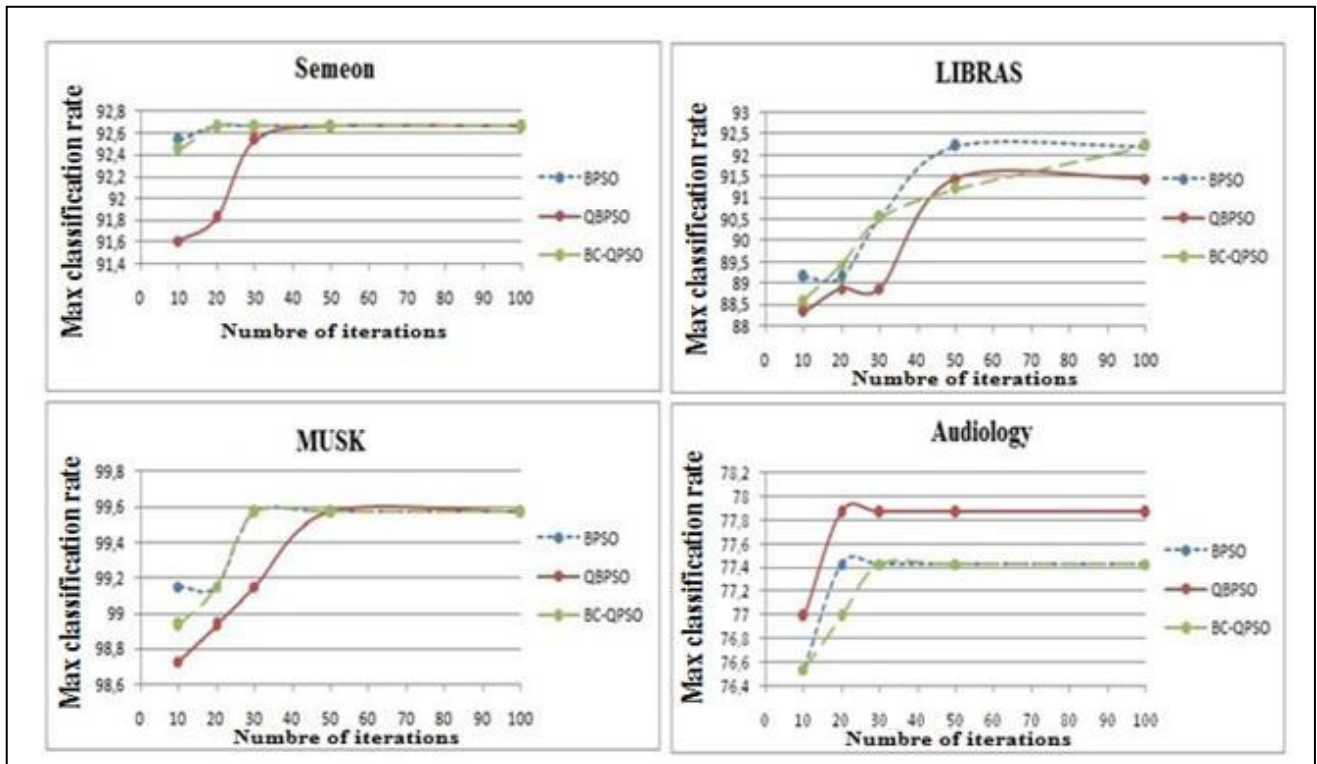 Semeon
Max classification rate
92,8
92,6
92,4
92,2
92
91,8
91,6
91,4
0 10 20 30 40 50 60 70 80 90 100
Numbre of iterations
BPSO
QBPSO
BC-QPSO
LIBRAS
Max classification rate
93
92,5
92
91,5
91
90,5
90
89,5
89
88,5
88
0 10 20 30 40 50 60 70 80 90 100
Numbre of iterations
BPSO
QBPSO
BC-QPSO
MUSK
Max classification rate
99,8
99,6
99,4
99,2
99
98,8
98,6
0 10 20 30 40 50 60 70 80 90 100
Numbre of iterations
BPSO
QBPSO
BC-QPSO
Audiology
Max classification rate
78,2
78
77,8
77,6
77,4
77,2
77
76,8
76,6
76,4
0 10 20 30 40 50 60 70 80 90 100
Numbre of iterations
BPSO
QBPSO
BC-QPSO